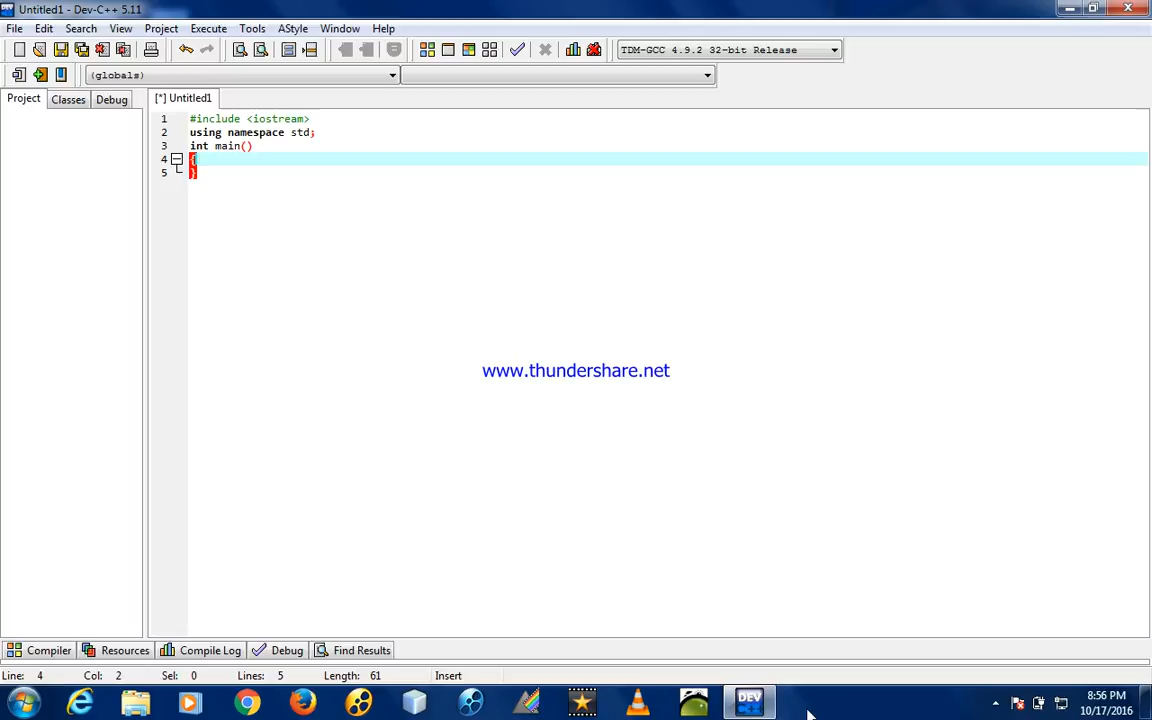 Untitled1 - Dev-C++ 5.11
File Edit Search View Project Execute Tools AStyle Window Help
TDM-GCC 4.9.2 32-bit Release
(globals)
Project Classes Debug [*] Untitled1
1 #include <iostream>
2 using namespace std;
3 int main()
4 {
5 }
www.thundershare.net
Compiler Resources Compile Log Debug Find Results
Line: 4 Col: 2 Sel: 0 Lines: 5 Length: 61 Insert
DEV C++
8:56 PM
10/17/2016